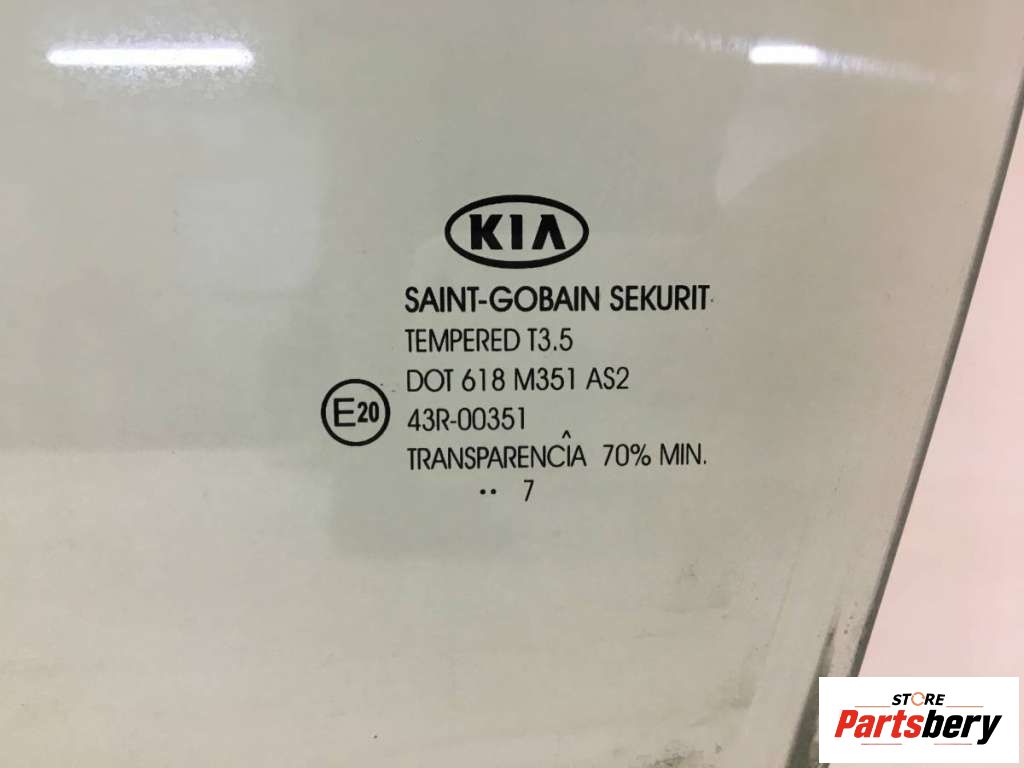 KIA
SAINT-GOBAIN SEKURIT
TEMPERED T3.5
DOT 618 M351 AS2
E20 43R-00351
TRANSPARENCÎA 70% MIN.
.. 7
STORE
Partsbery